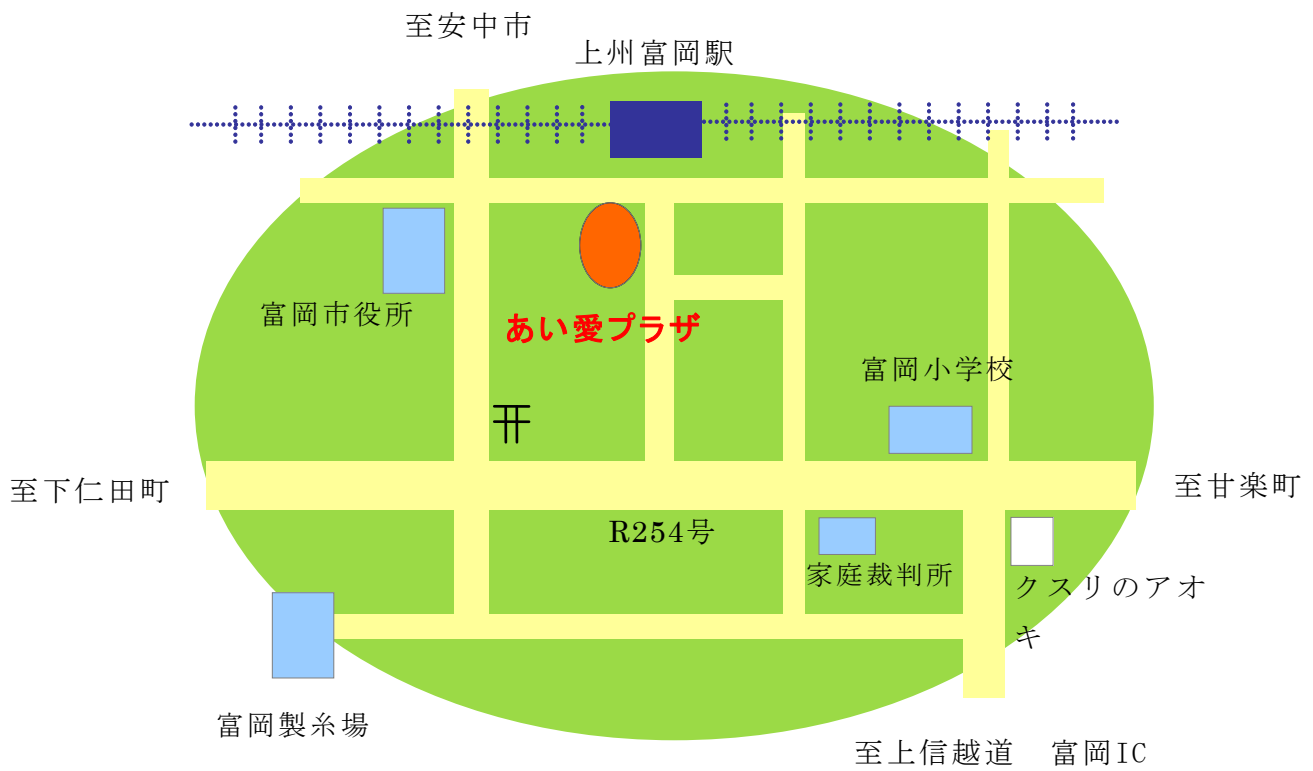 至安中市
上州富岡駅
富岡市役所
あい愛プラザ
富岡小学校
至下仁田町
至甘楽町
R254号
家庭裁判所
クスリのアオ
キ
富岡製糸場
至上信越道　富岡IC